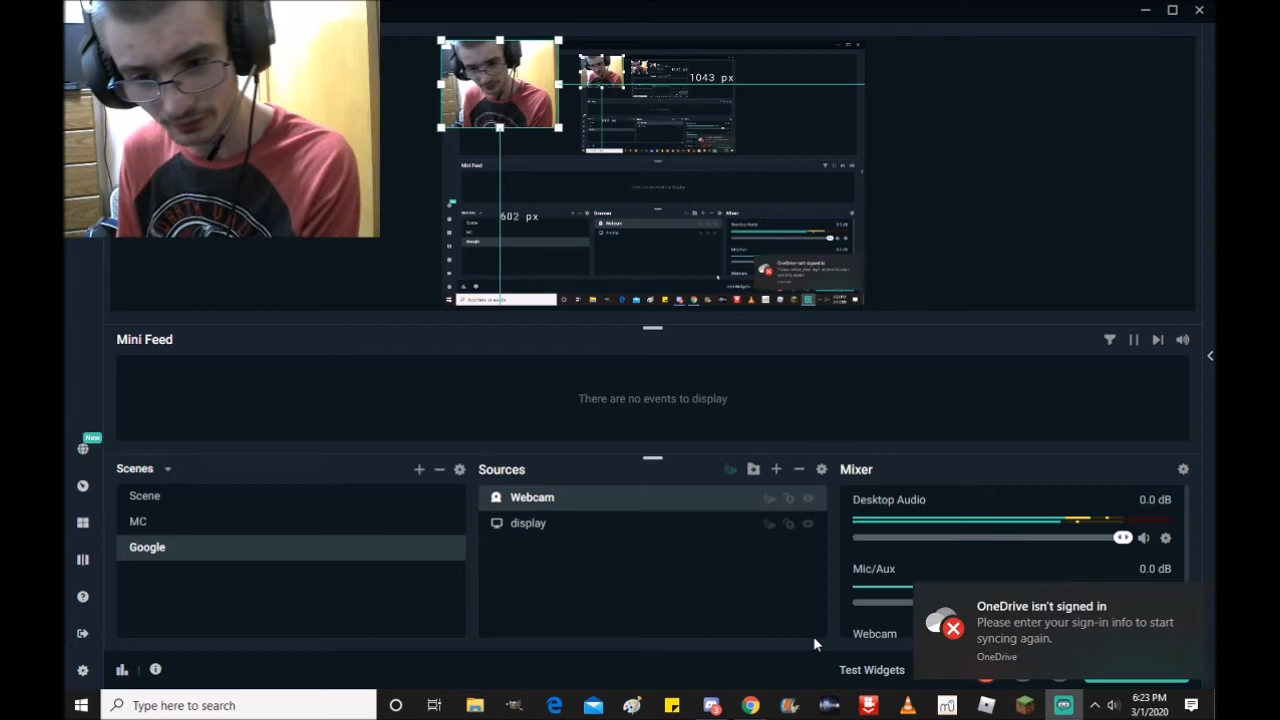 1043 px
602 px
Mini Feed
There are no events to display
New
Scenes
Sources
Mixer
Scene
MC
Google
Webcam
display
Desktop Audio
0.0 dB
Mic/Aux
0.0 dB
Webcam
OneDrive isn't signed in
Please enter your sign-in info to start
syncing again.
OneDrive
Test Widgets
Type here to search
6:23 PM
3/1/2020